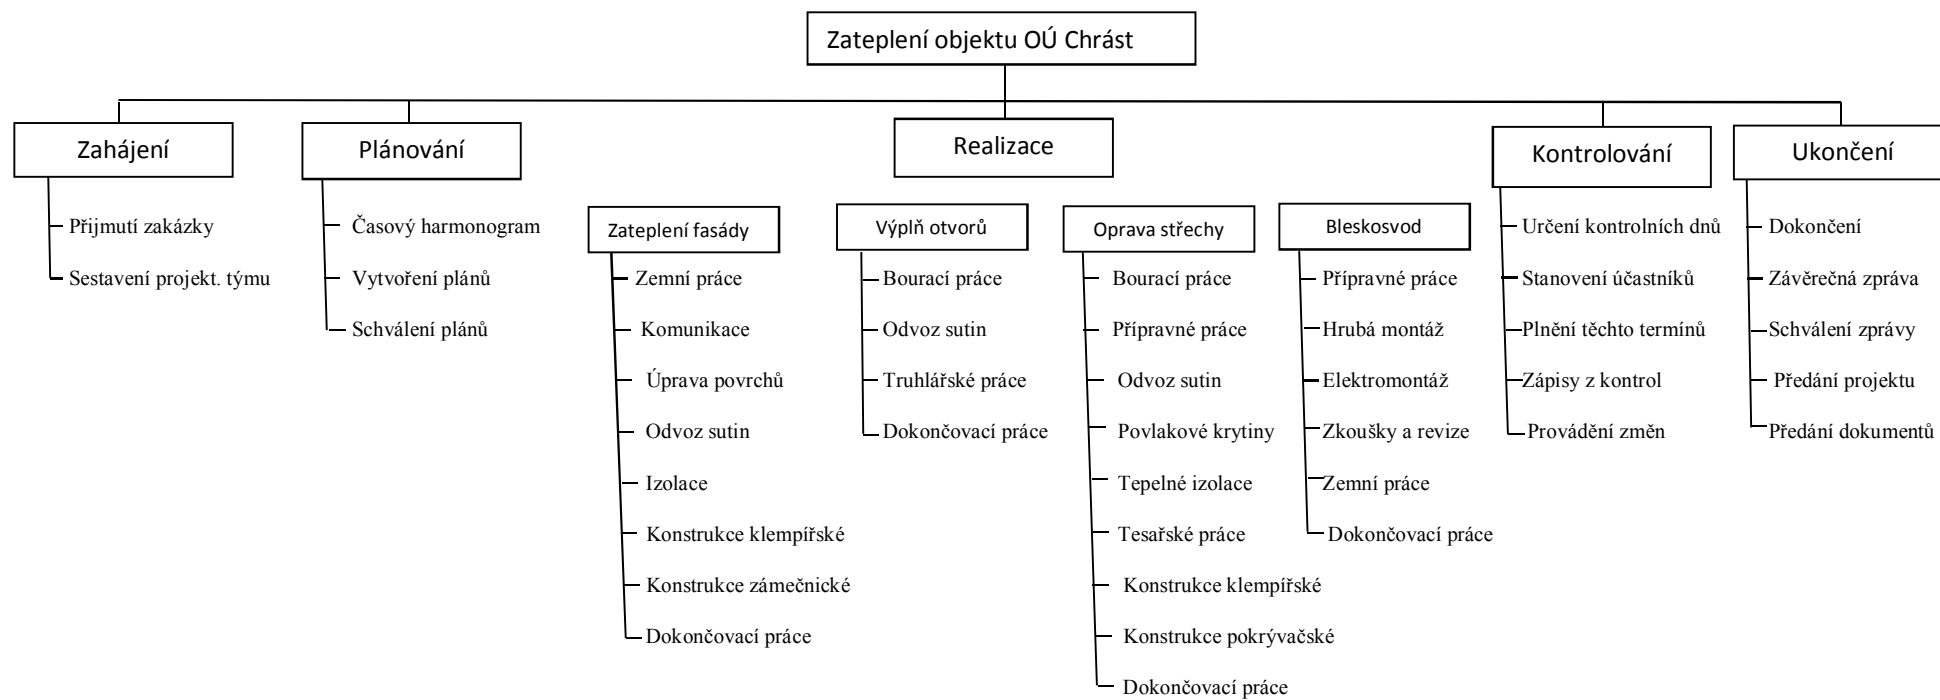 Zateplení objektu OÚ Chrást
Zahájení
Přijmutí zakázky
Sestavení projekt. týmu
Plánování
Časový harmonogram
Vytvoření plánů
Schválení plánů
Realizace
Zateplení fasády
Zemní práce
Komunikace
Úprava povrchů
Odvoz sutin
Izolace
Konstrukce klempířské
Konstrukce zámečnické
Dokončovací práce
Výplň otvorů
Bourací práce
Odvoz sutin
Truhlářské práce
Dokončovací práce
Oprava střechy
Bourací práce
Přípravné práce
Odvoz sutin
Povlakové krytiny
Tepelné izolace
Tesařské práce
Konstrukce klempířské
Konstrukce pokrývačské
Dokončovací práce
Bleskosvod
Přípravné práce
Hrubá montáž
Elektromontáž
Zkoušky a revize
Zemní práce
Dokončovací práce
Kontrolování
Určení kontrolních dnů
Stanovení účastníků
Plnění těchto termínů
Zápisy z kontrol
Provádění změn
Ukončení
Dokončení
Závěrečná zpráva
Schválení zprávy
Předání projektu
Předání dokumentů